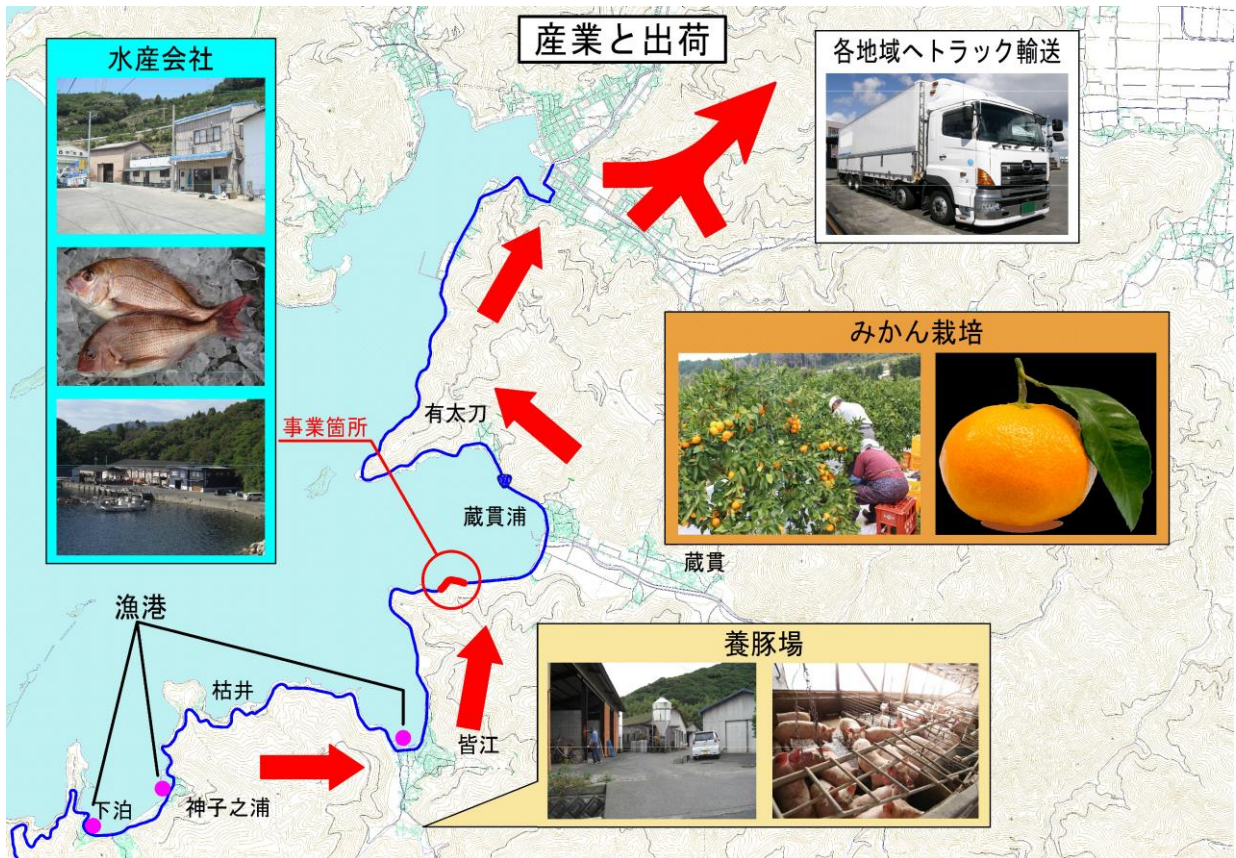 産業と出荷
水産会社
各地域へトラック輸送
みかん栽培
有太刀
事業箇所
蔵貫浦
蔵貫
漁港
養豚場
枯井
皆江
神子之浦
下泊